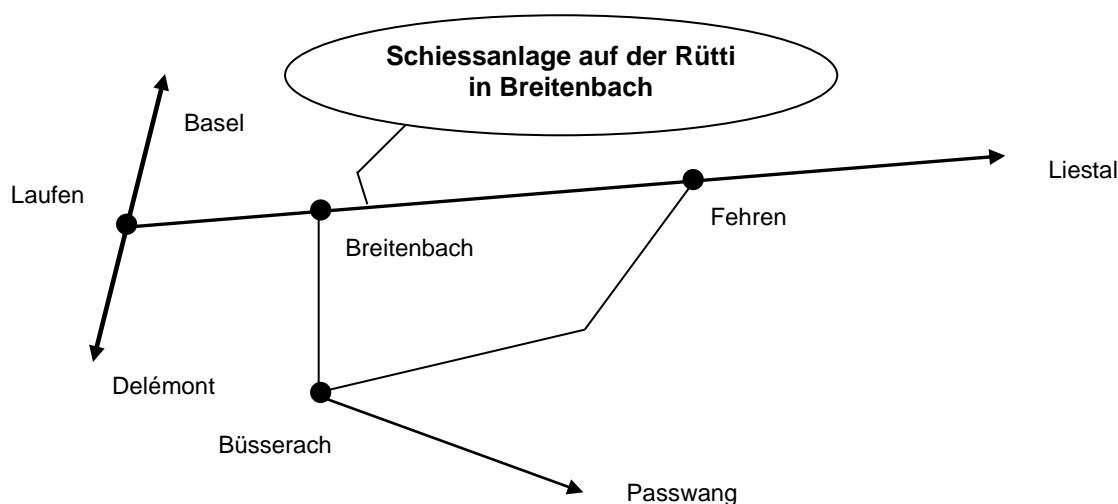 Schiessanlage auf der Rütti
in Breitenbach
Basel
Liestal
Laufen
Fehren
Breitenbach
Delémont
Büsserach
Passwang